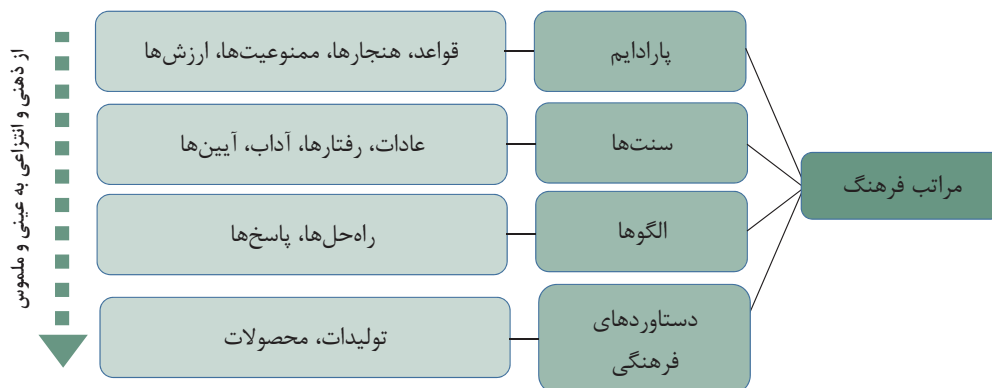 مراتب فرهنگ
پارادایم
قواعد، هنجارها، ممنوعیت‌ها، ارزش‌ها
سنت‌ها
عادات، رفتارها، آداب، آیین‌ها
الگوها
راه‌حل‌ها، پاسخ‌ها
دستاوردهای
فرهنگی
تولیدات، محصولات
از ذهنی و انتزاعی به عینی و ملموس